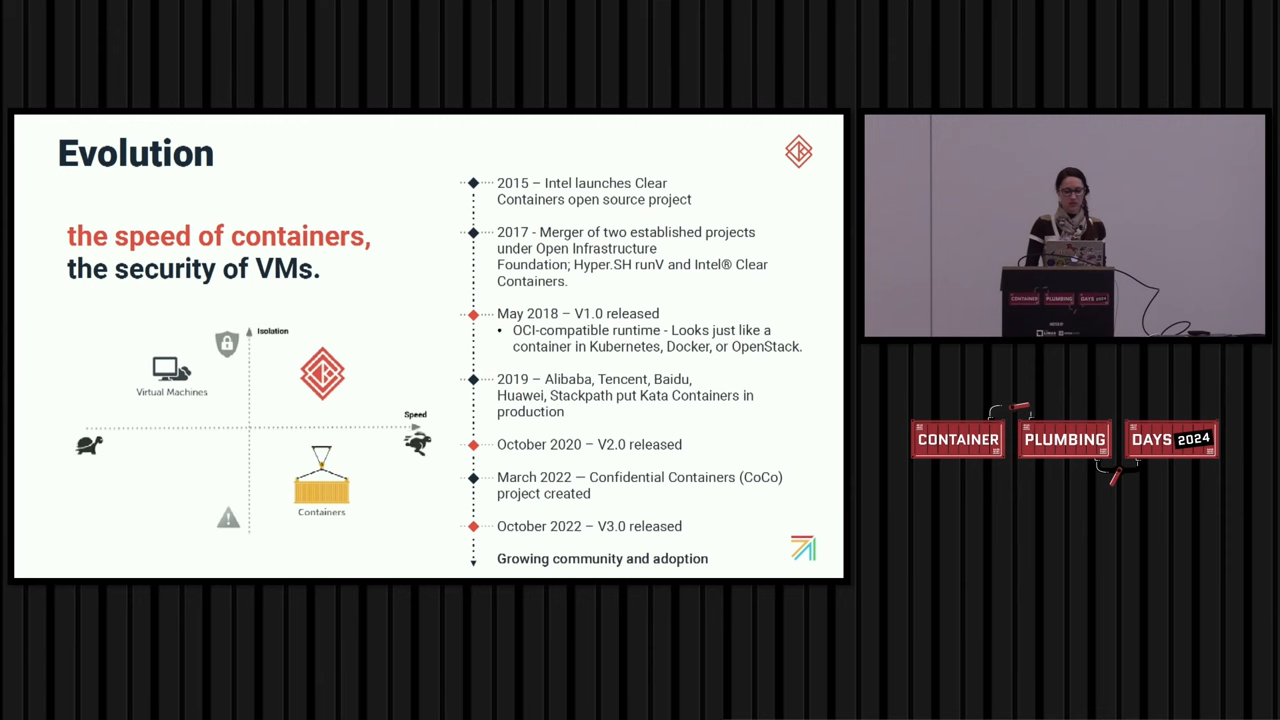 Evolution
the speed of containers,
the security of VMs.
Isolation
Virtual Machines
Speed
Containers
2015 – Intel launches Clear
Containers open source project
2017 - Merger of two established projects
under Open Infrastructure
Foundation; Hyper.SH runV and Intel® Clear
Containers.
May 2018 – V1.0 released
• OCI-compatible runtime - Looks just like a
container in Kubernetes, Docker, or OpenStack.
2019 – Alibaba, Tencent, Baidu,
Huawei, Stackpath put Kata Containers in
production
October 2020 – V2.0 released
March 2022 — Confidential Containers (CoCo)
project created
October 2022 – V3.0 released
Growing community and adoption
CONTAINER PLUMBING DAYS 2024
CONTAINER PLUMBING DAYS 2024